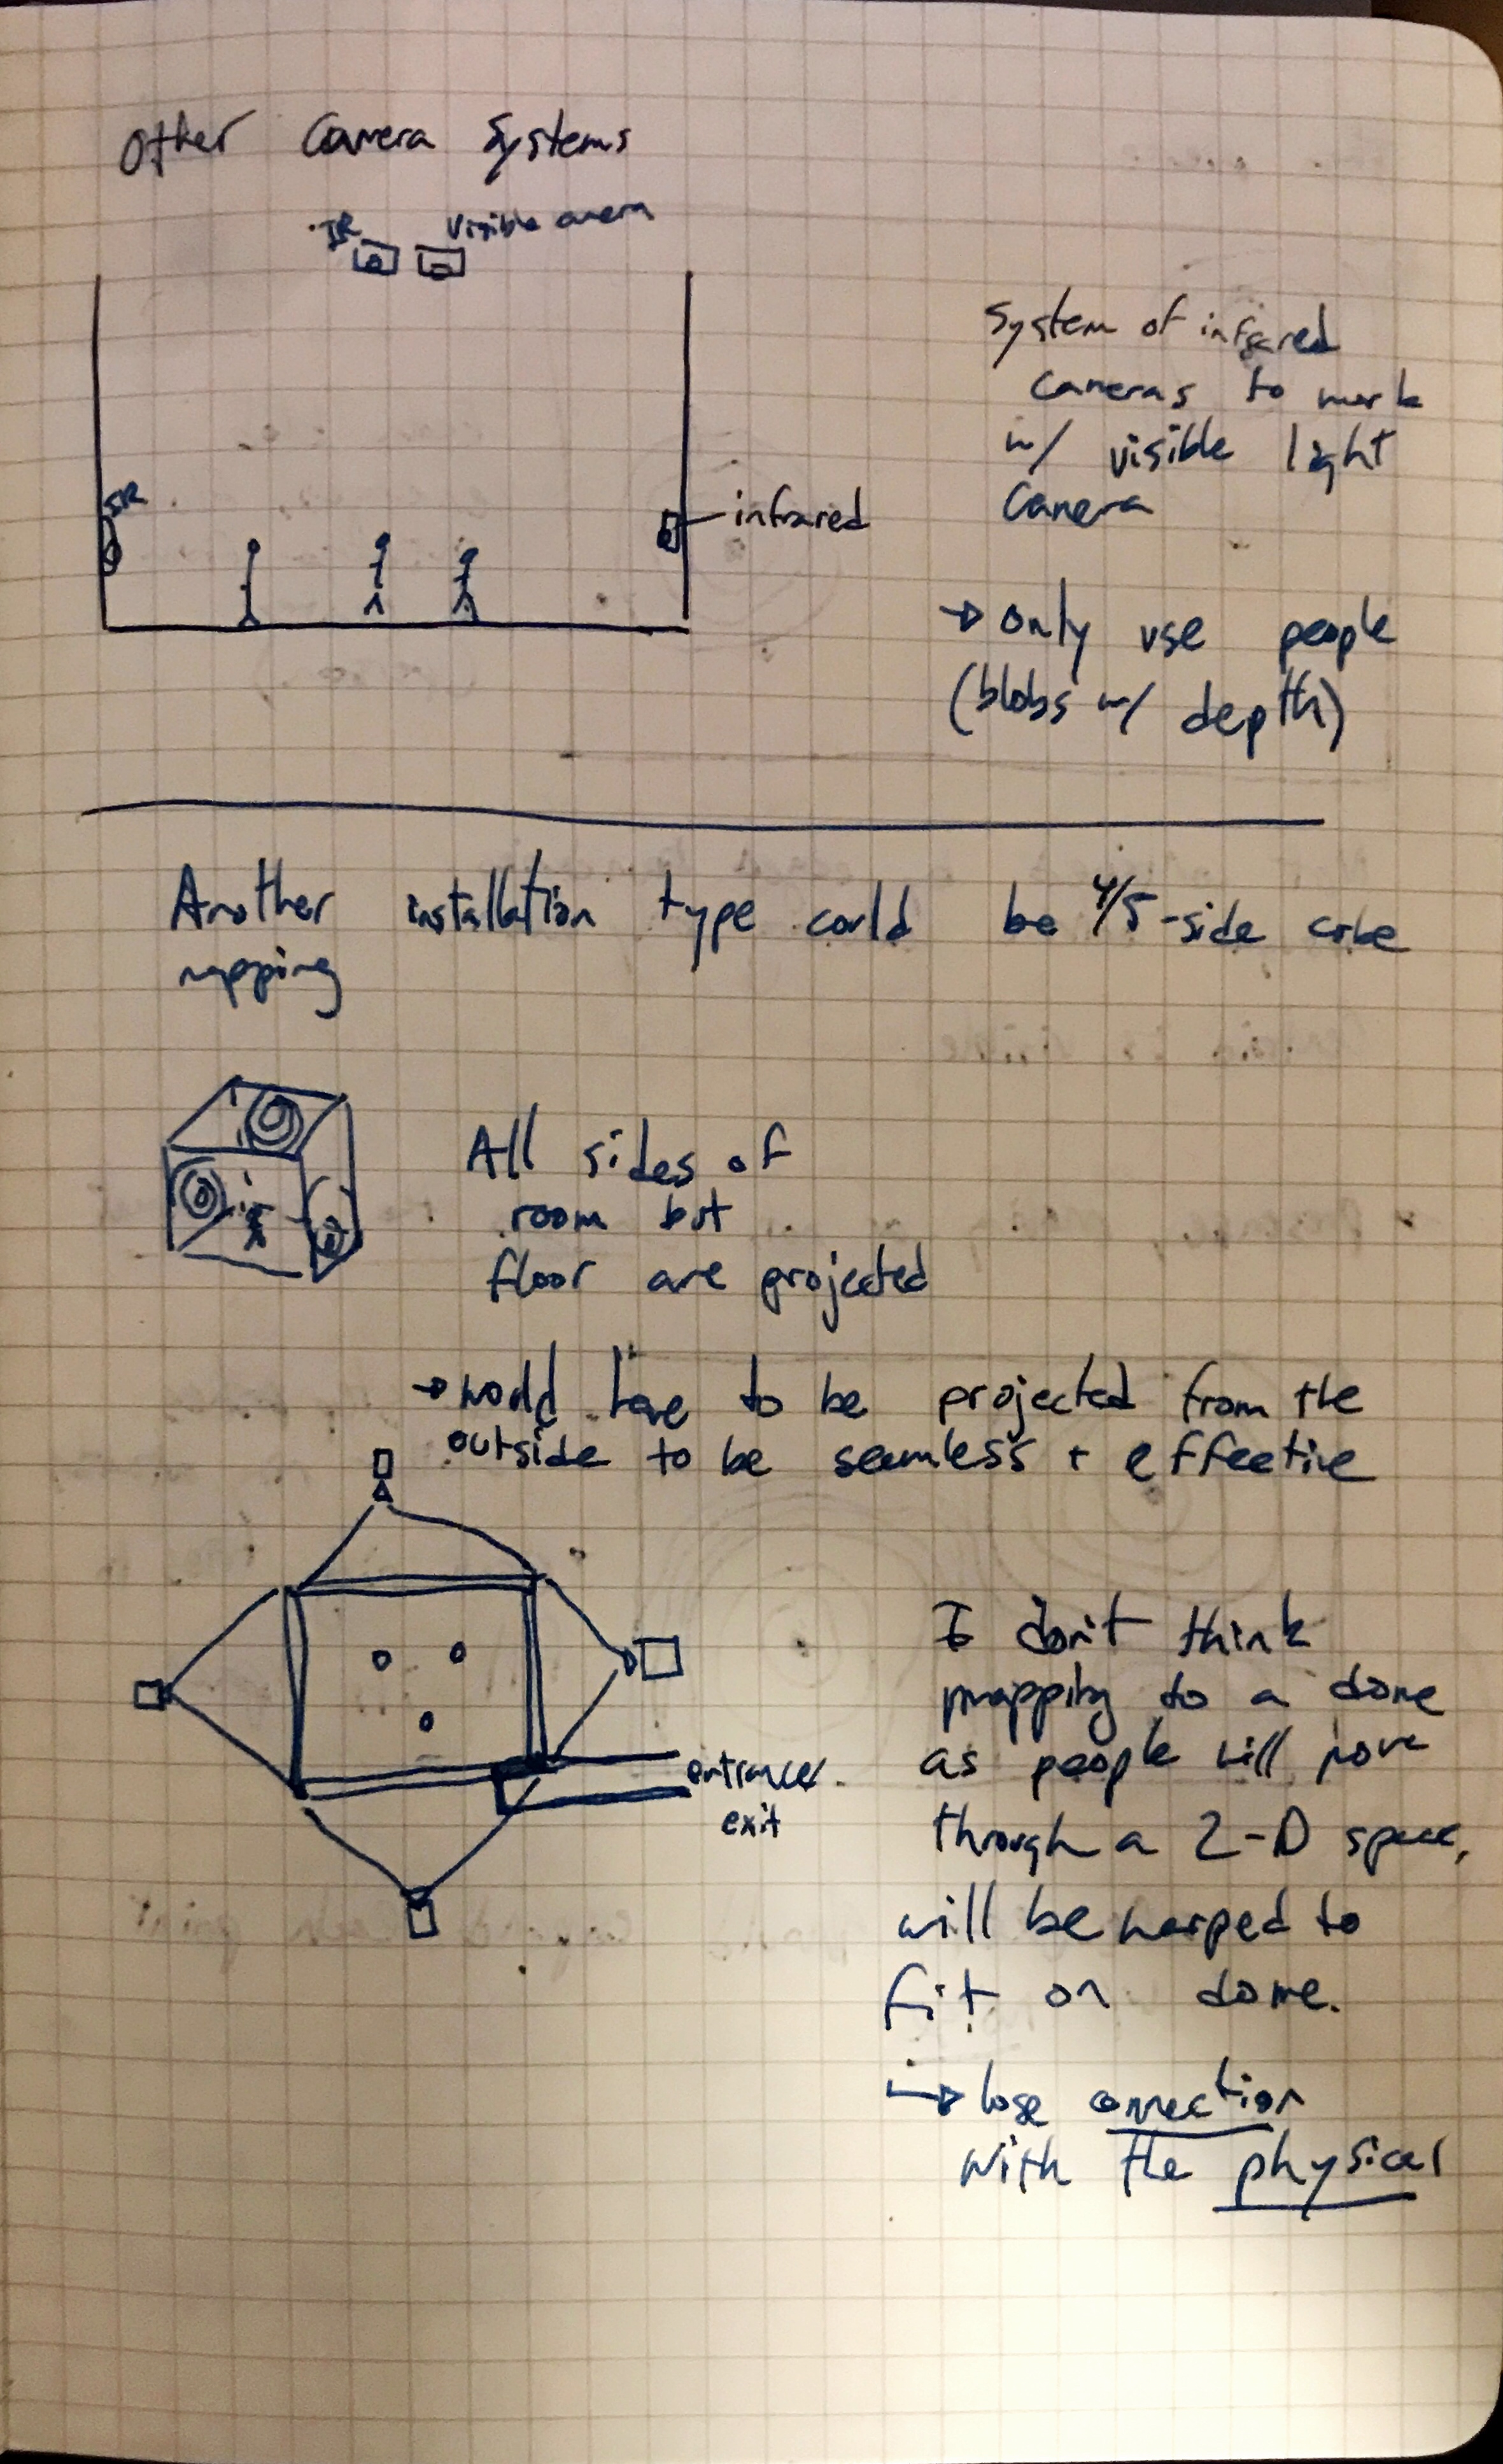 Other Camera Systems
IR
Visible camera
System of infrared
cameras to work
w/ visible light
Camera
IR
infrared
→ only use people
(blobs w/ depth)
Another installation type could be 4/5-side cube
mapping
All sides of
room but
floor are projected
→ would have to be projected from the
outside to be seamless + effective
entrance/
exit
I don't think
mapping to a dome
as people will move
through a 2-D space,
will be warped to
fit on dome.
→ lose connection
with the physical